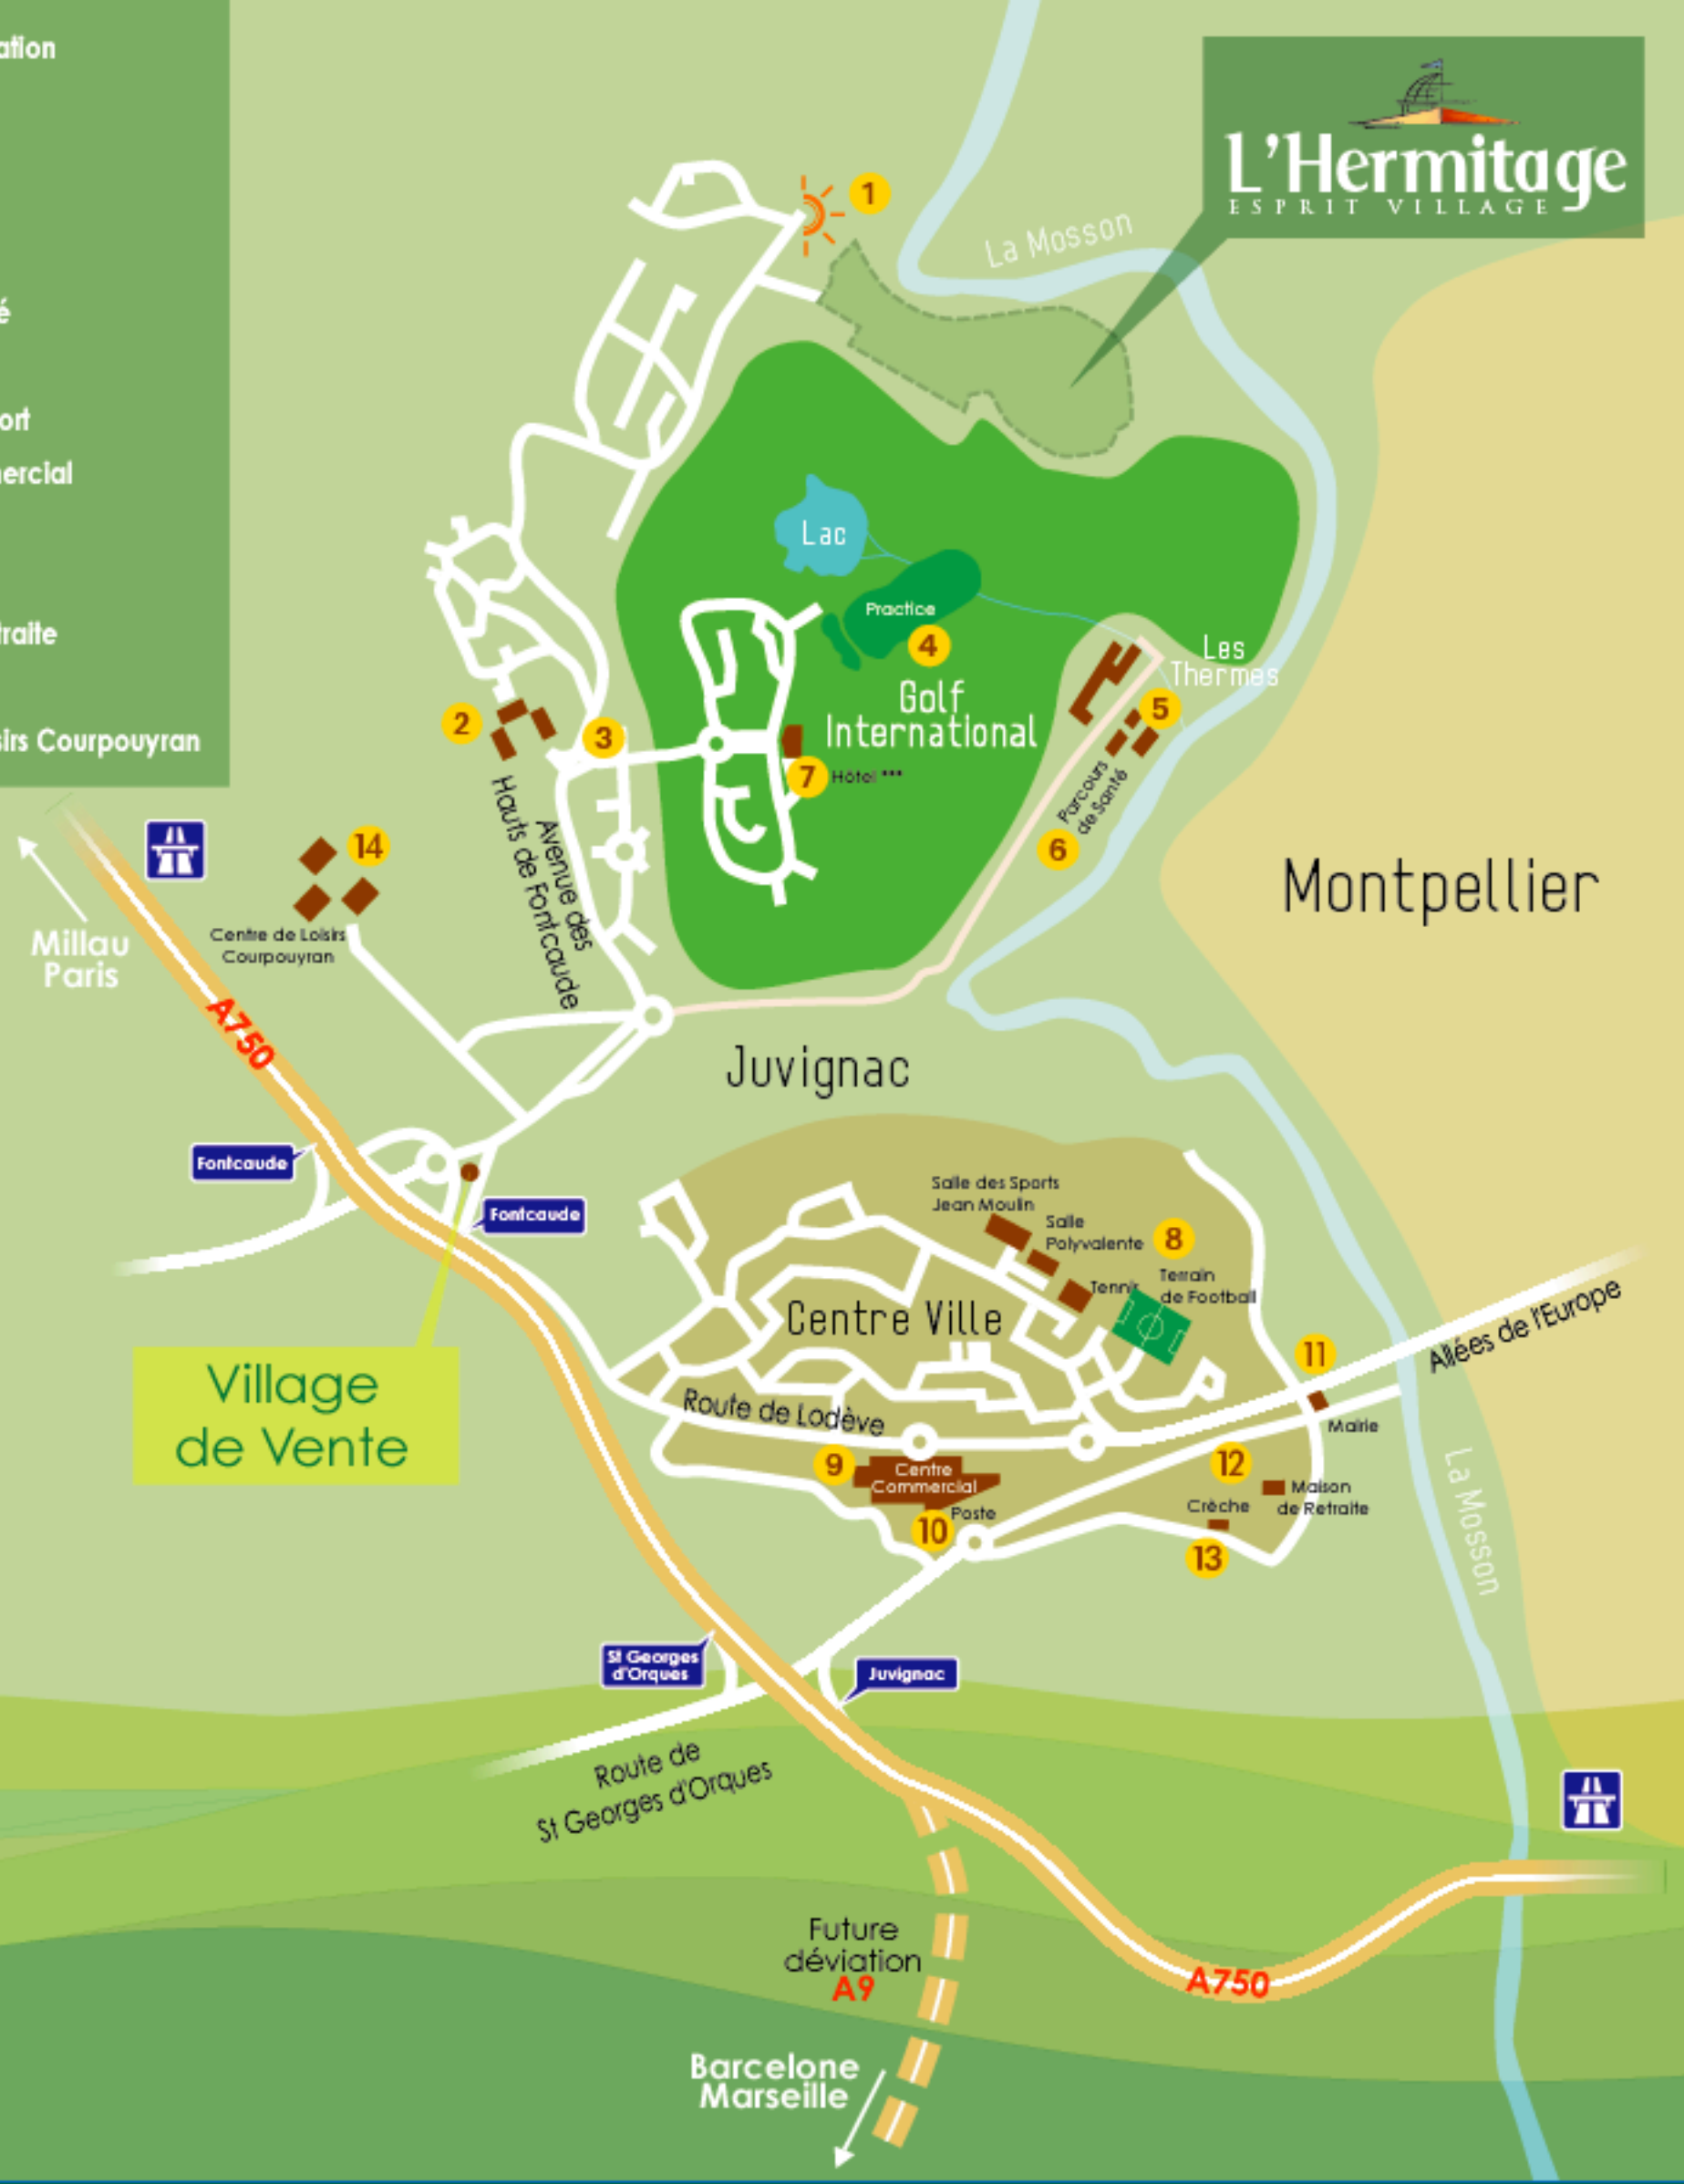 ation
é
ort
ercial
raite
sirs Courpouyran
L'Hermitage
ESPRIT VILLAGE
La Mosson
1
Lac
Practice
4
Golf
International
Les
Thermes
5
2
3
7
Hôtel ***
Parcours
de Santé
6
Avenue des
Hauts de Fontcaude
14
Centre de Loisirs
Courpouyran
Millau
Paris
A750
Montpellier
Juvignac
Fontcaude
Fontcaude
Salle des Sports
Jean Moulin
Salle
Polyvalente
8
Tennis
Terrain
de Football
Centre Ville
Allées de l'Europe
11
Mairie
Village
de Vente
Route de Lodève
9
Centre
Commercial
10
Poste
12
Maison
de Retraite
Crèche
13
La Mosson
St Georges
d'Orques
Juvignac
Route de
St Georges d'Orques
Future
déviation
A9
A750
Barcelone
Marseille